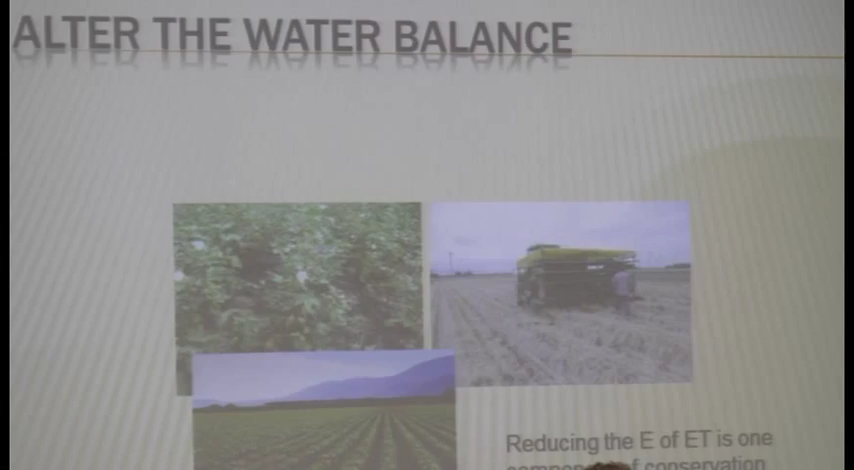 ALTER THE WATER BALANCE
Reducing the E of ET is one
component of conservation